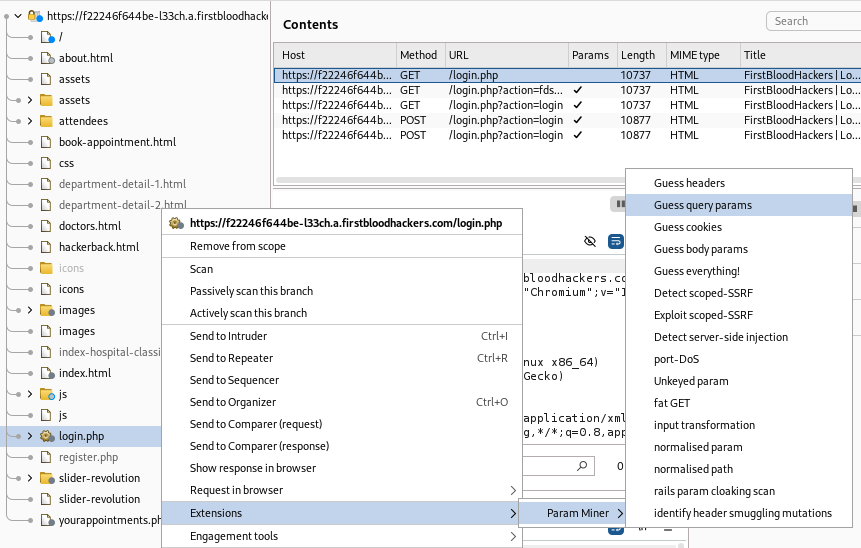 https://f22246f644be-l33ch.a.firstbloodhacke
/
about.html
assets
assets
attendees
book-appointment.html
css
department-detail-1.html
department-detail-2.html
doctors.html
hackerback.html
icons
icons
images
images
index-hospital-classi
index.html
js
js
login.php
register.php
slider-revolution
slider-revolution
yourappointments.ph
Contents
Search
Host Method URL Params Length MIME type Title
https://f22246f644b... GET /login.php 10737 HTML FirstBloodHackers | Lo...
https://f22246f644b... GET /login.php?action=fds... ✓ 10737 HTML FirstBloodHackers | Lo...
https://f22246f644b... GET /login.php?action=login ✓ 10737 HTML FirstBloodHackers | Lo...
https://f22246f644b... POST /login.php?action=login ✓ 10877 HTML FirstBloodHackers | Lo...
https://f22246f644b... POST /login.php?action=login ✓ 10877 HTML FirstBloodHackers | Lo...
https://f22246f644be-l33ch.a.firstbloodhackers.com/login.php
Remove from scope
Scan
Passively scan this branch
Actively scan this branch
Send to Intruder Ctrl+I
Send to Repeater Ctrl+R
Send to Sequencer
Send to Organizer Ctrl+O
Send to Comparer (request)
Send to Comparer (response)
Show response in browser
Request in browser
Extensions
Engagement tools
bloodhackers.co
"Chromium";v="1
nux x86_64)
Gecko)
application/xml
g,*/*;q=0.8,app
0
Param Miner
Guess headers
Guess query params
Guess cookies
Guess body params
Guess everything!
Detect scoped-SSRF
Exploit scoped-SSRF
Detect server-side injection
port-DoS
Unkeyed param
fat GET
input transformation
normalised param
normalised path
rails param cloaking scan
identify header smuggling mutations